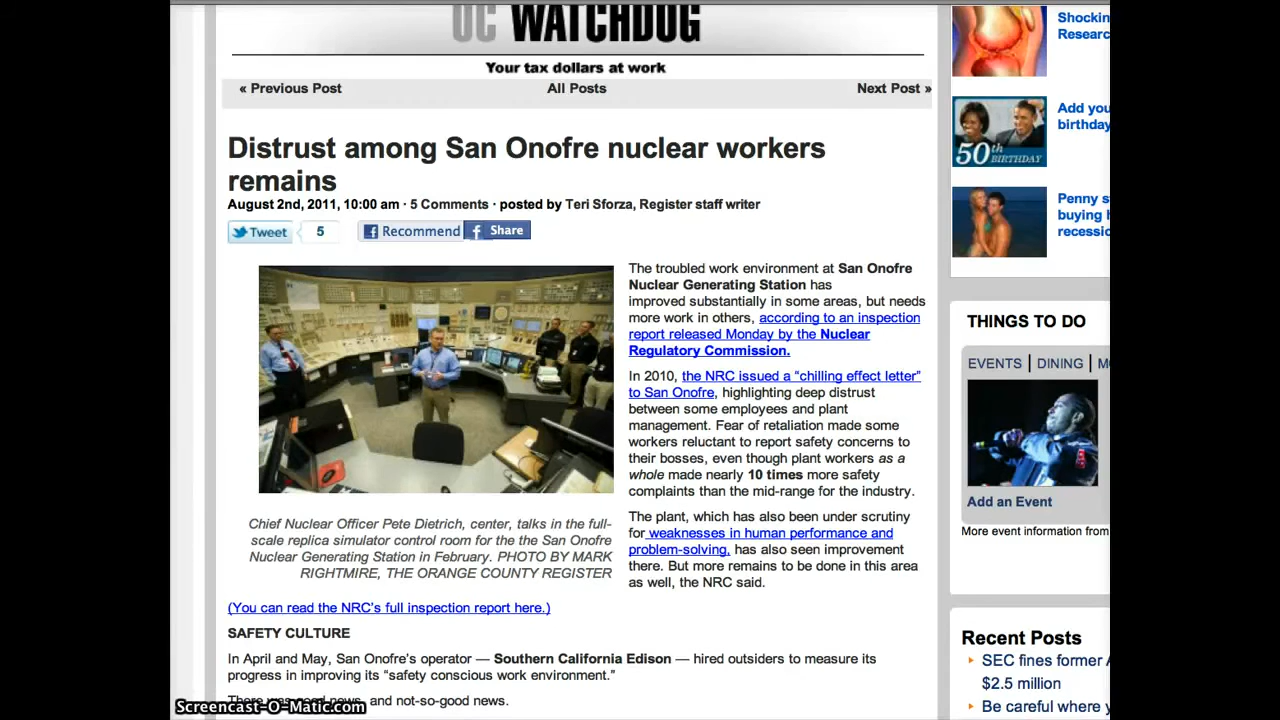 OC WATCHDOG
Your tax dollars at work
« Previous Post
All Posts
Next Post »
Distrust among San Onofre nuclear workers
remains
August 2nd, 2011, 10:00 am · 5 Comments · posted by Teri Sforza, Register staff writer
Tweet 5 Recommend Share
The troubled work environment at San Onofre
Nuclear Generating Station has
improved substantially in some areas, but needs
more work in others, according to an inspection
report released Monday by the Nuclear
Regulatory Commission.
In 2010, the NRC issued a “chilling effect letter”
to San Onofre, highlighting deep distrust
between some employees and plant
management. Fear of retaliation made some
workers reluctant to report safety concerns to
their bosses, even though plant workers as a
whole made nearly 10 times more safety
complaints than the mid-range for the industry.
The plant, which has also been under scrutiny
for weaknesses in human performance and
problem-solving, has also seen improvement
there. But more remains to be done in this area
as well, the NRC said.
Chief Nuclear Officer Pete Dietrich, center, talks in the full-
scale replica simulator control room for the the San Onofre
Nuclear Generating Station in February. PHOTO BY MARK
RIGHTMIRE, THE ORANGE COUNTY REGISTER
(You can read the NRC’s full inspection report here.)
SAFETY CULTURE
In April and May, San Onofre’s operator — Southern California Edison — hired outsiders to measure its
progress in improving its “safety conscious work environment.”
There was good news, and not-so-good news.
Screencast-O-Matic.com
Shockin
Researc
Add you
birthday
50th BIRTHDAY
Penny s
buying
recessio
THINGS TO DO
EVENTS | DINING | M
Add an Event
More event information from
Recent Posts
SEC fines former
$2.5 million
Be careful where